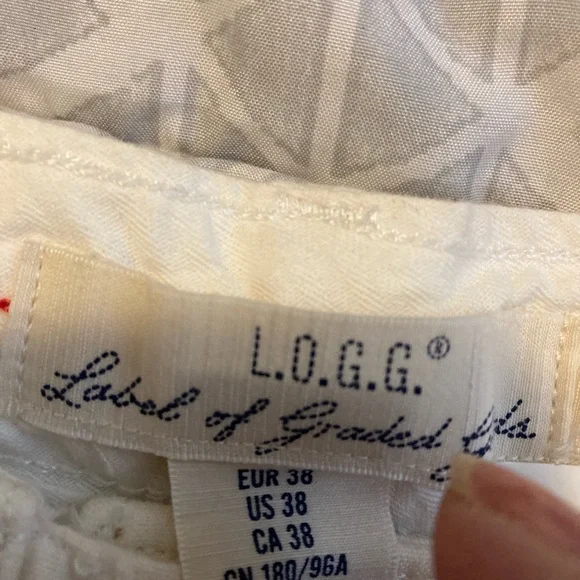 L.O.G.G.®
Label of Graded
EUR 38
US 38
CA 38
CN 180/96A